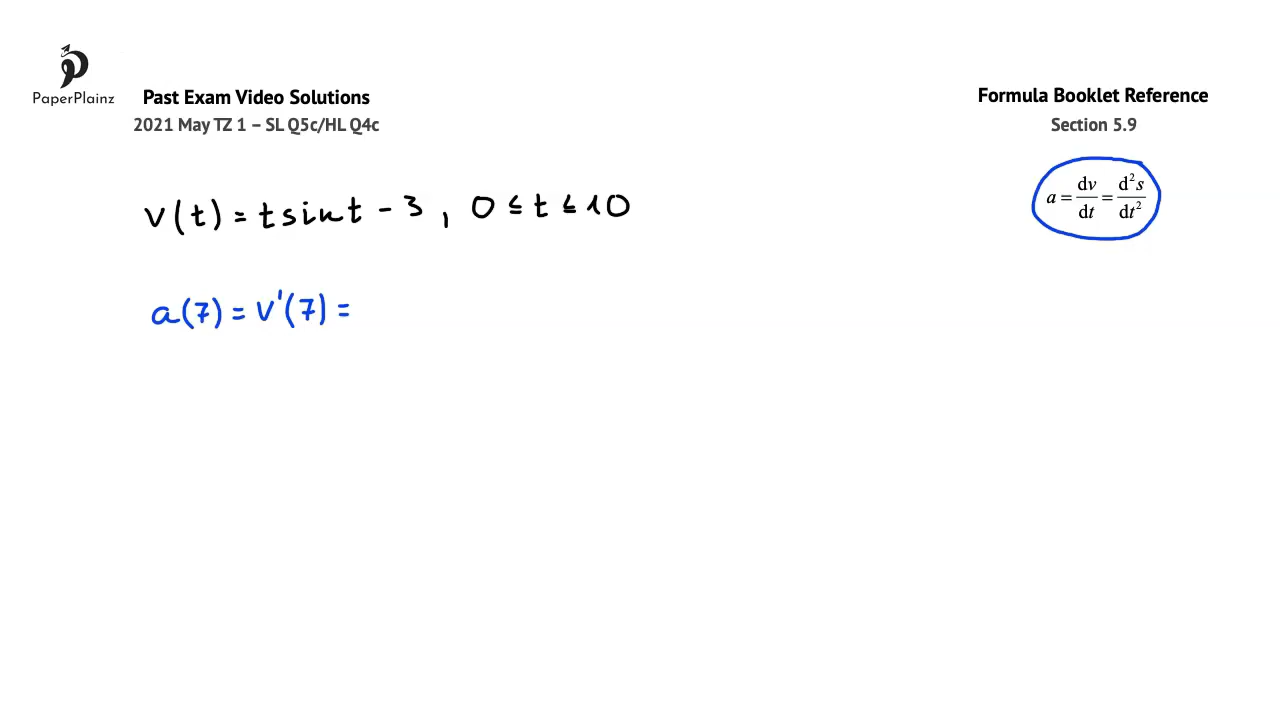 PaperPlainz
Past Exam Video Solutions
2021 May TZ 1 – SL Q5c/HL Q4c
Formula Booklet Reference
Section 5.9
a = dv/dt = d²s/dt²
v(t) = t sin t - 3 , 0 ≤ t ≤ 10
a(7) = v'(7) =